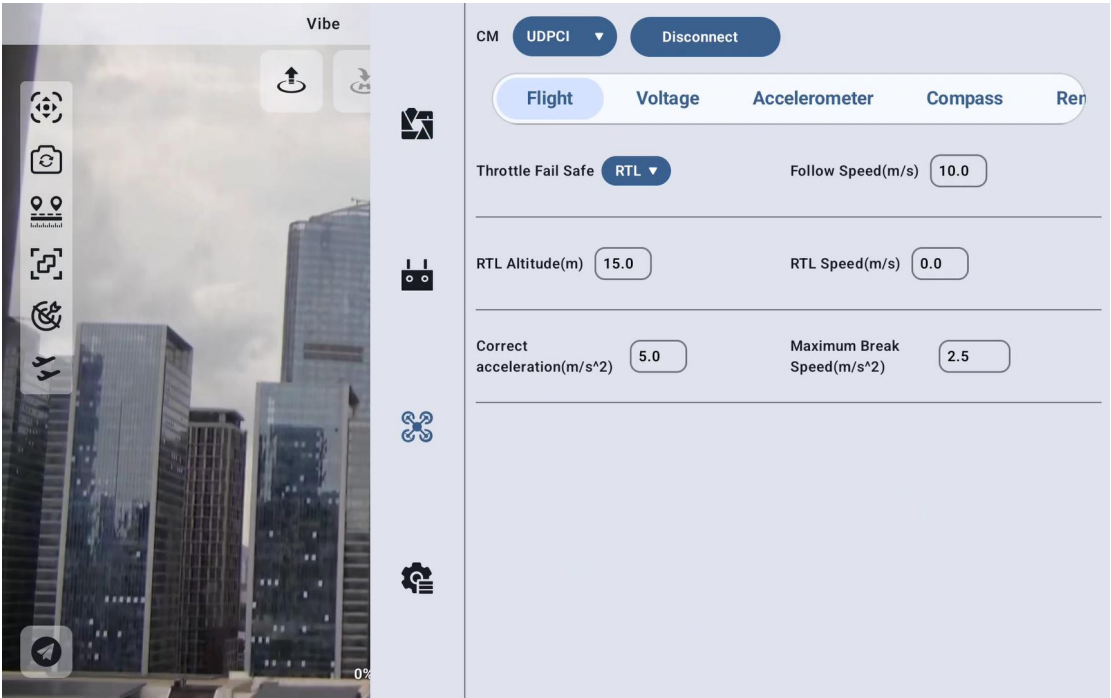 Vibe
CM UDPCI ▼ Disconnect
Flight Voltage Accelerometer Compass Rem
Throttle Fail Safe RTL ▼ Follow Speed(m/s) 10.0
RTL Altitude(m) 15.0 RTL Speed(m/s) 0.0
Correct
acceleration(m/s^2) 5.0
Maximum Break
Speed(m/s^2) 2.5
0%